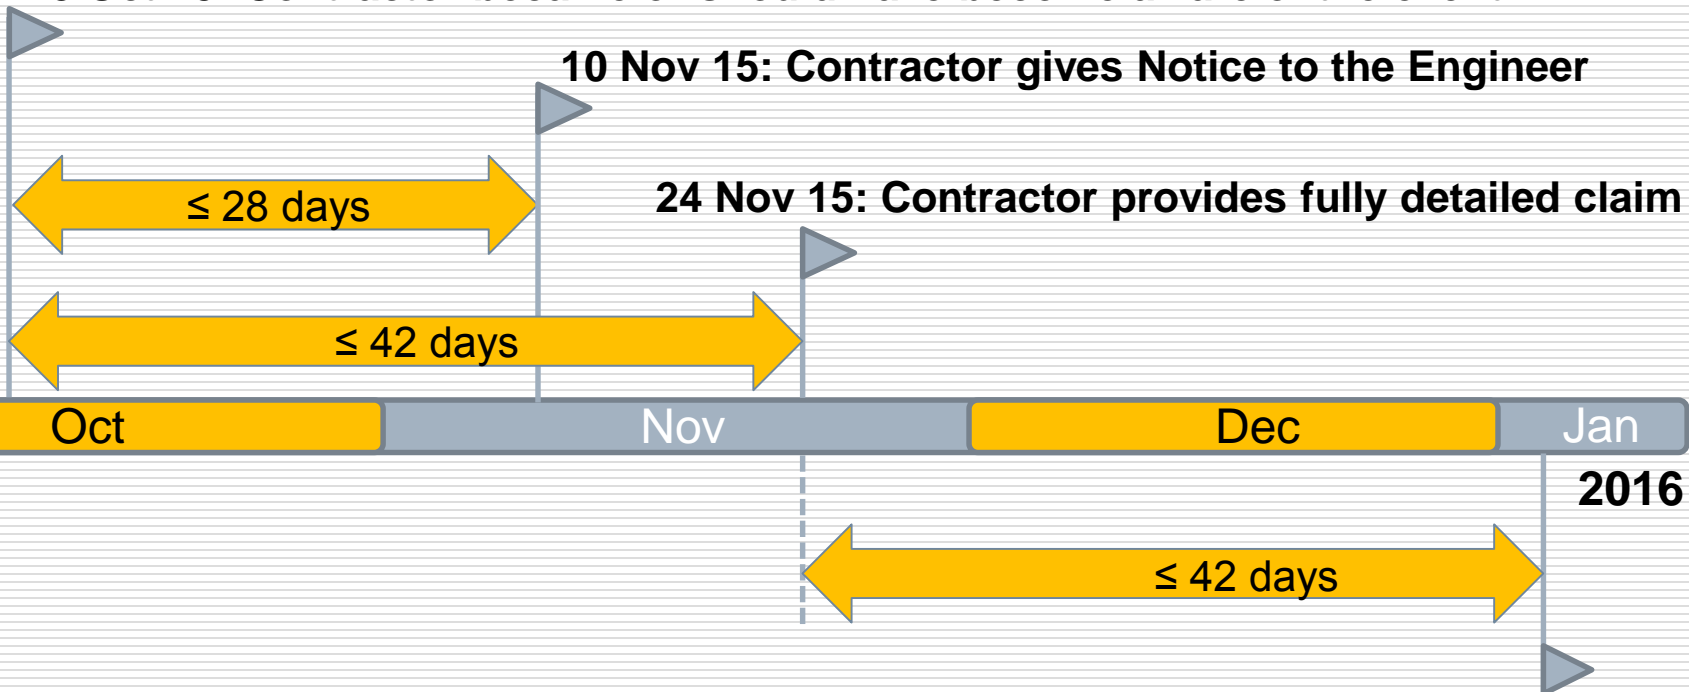 10 Nov 15: Contractor gives Notice to the Engineer
≤ 28 days
24 Nov 15: Contractor provides fully detailed claim
≤ 42 days
Oct Nov Dec Jan
2016
≤ 42 days